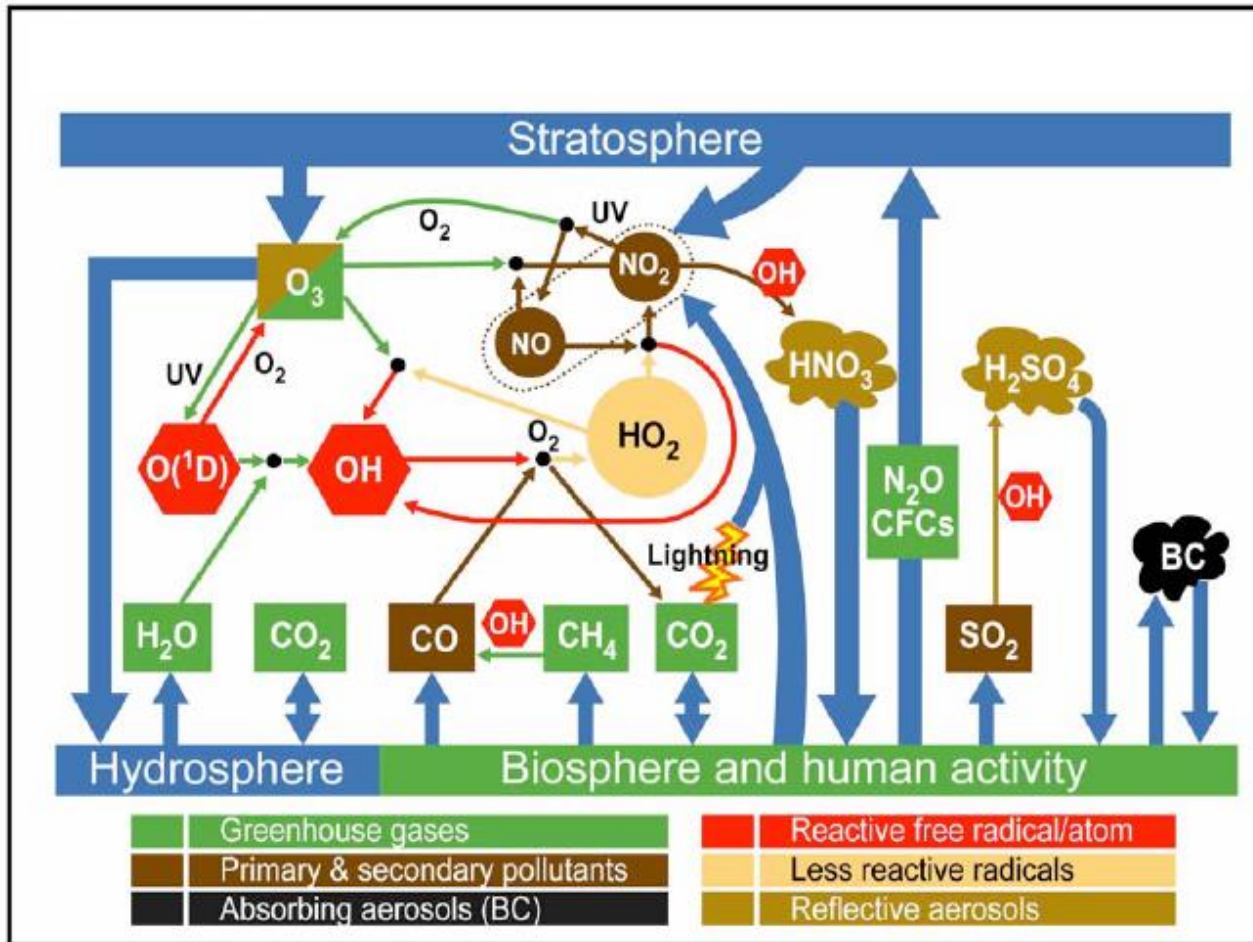 Stratosphere
UV
O₂
O₃
NO₂
OH
NO
HNO₃
H₂SO₄
UV
O₂
O₂
HO₂
O(¹D)
OH
N₂O
CFCs
OH
Lightning
BC
H₂O
CO₂
CO
OH
CH₄
CO₂
SO₂
Hydrosphere
Biosphere and human activity
Greenhouse gases
Reactive free radical/atom
Primary & secondary pollutants
Less reactive radicals
Absorbing aerosols (BC)
Reflective aerosols